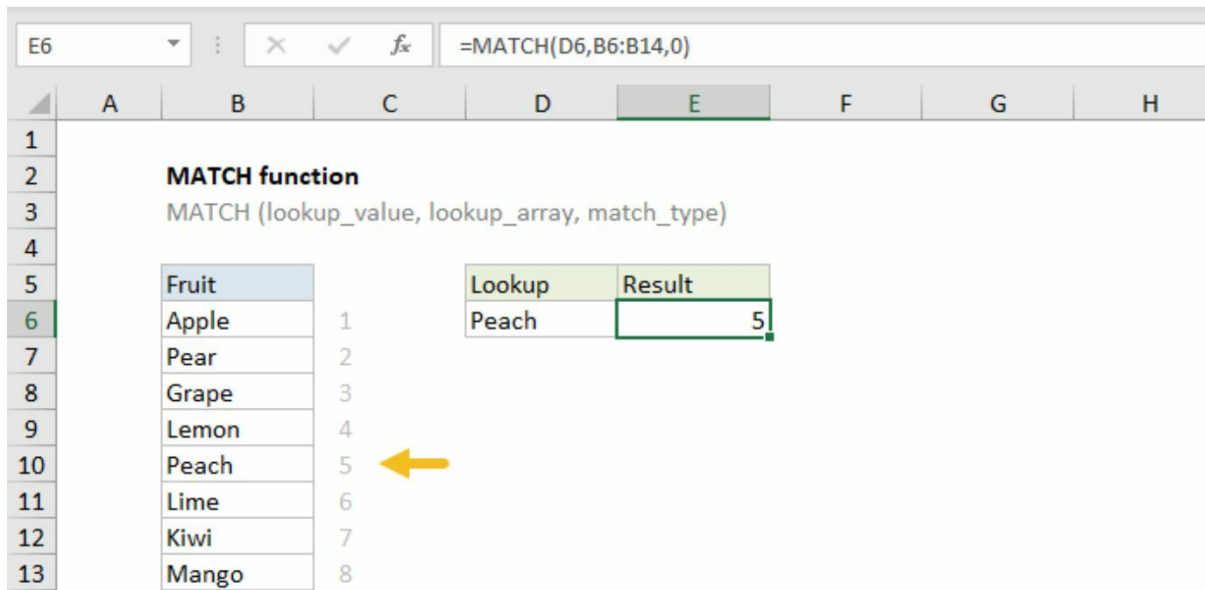 E6 fx =MATCH(D6,B6:B14,0)
A B C D E F G H
1
2 MATCH function
3 MATCH (lookup_value, lookup_array, match_type)
4
5 Fruit Lookup Result
6 Apple 1 Peach 5
7 Pear 2
8 Grape 3
9 Lemon 4
10 Peach 5
11 Lime 6
12 Kiwi 7
13 Mango 8